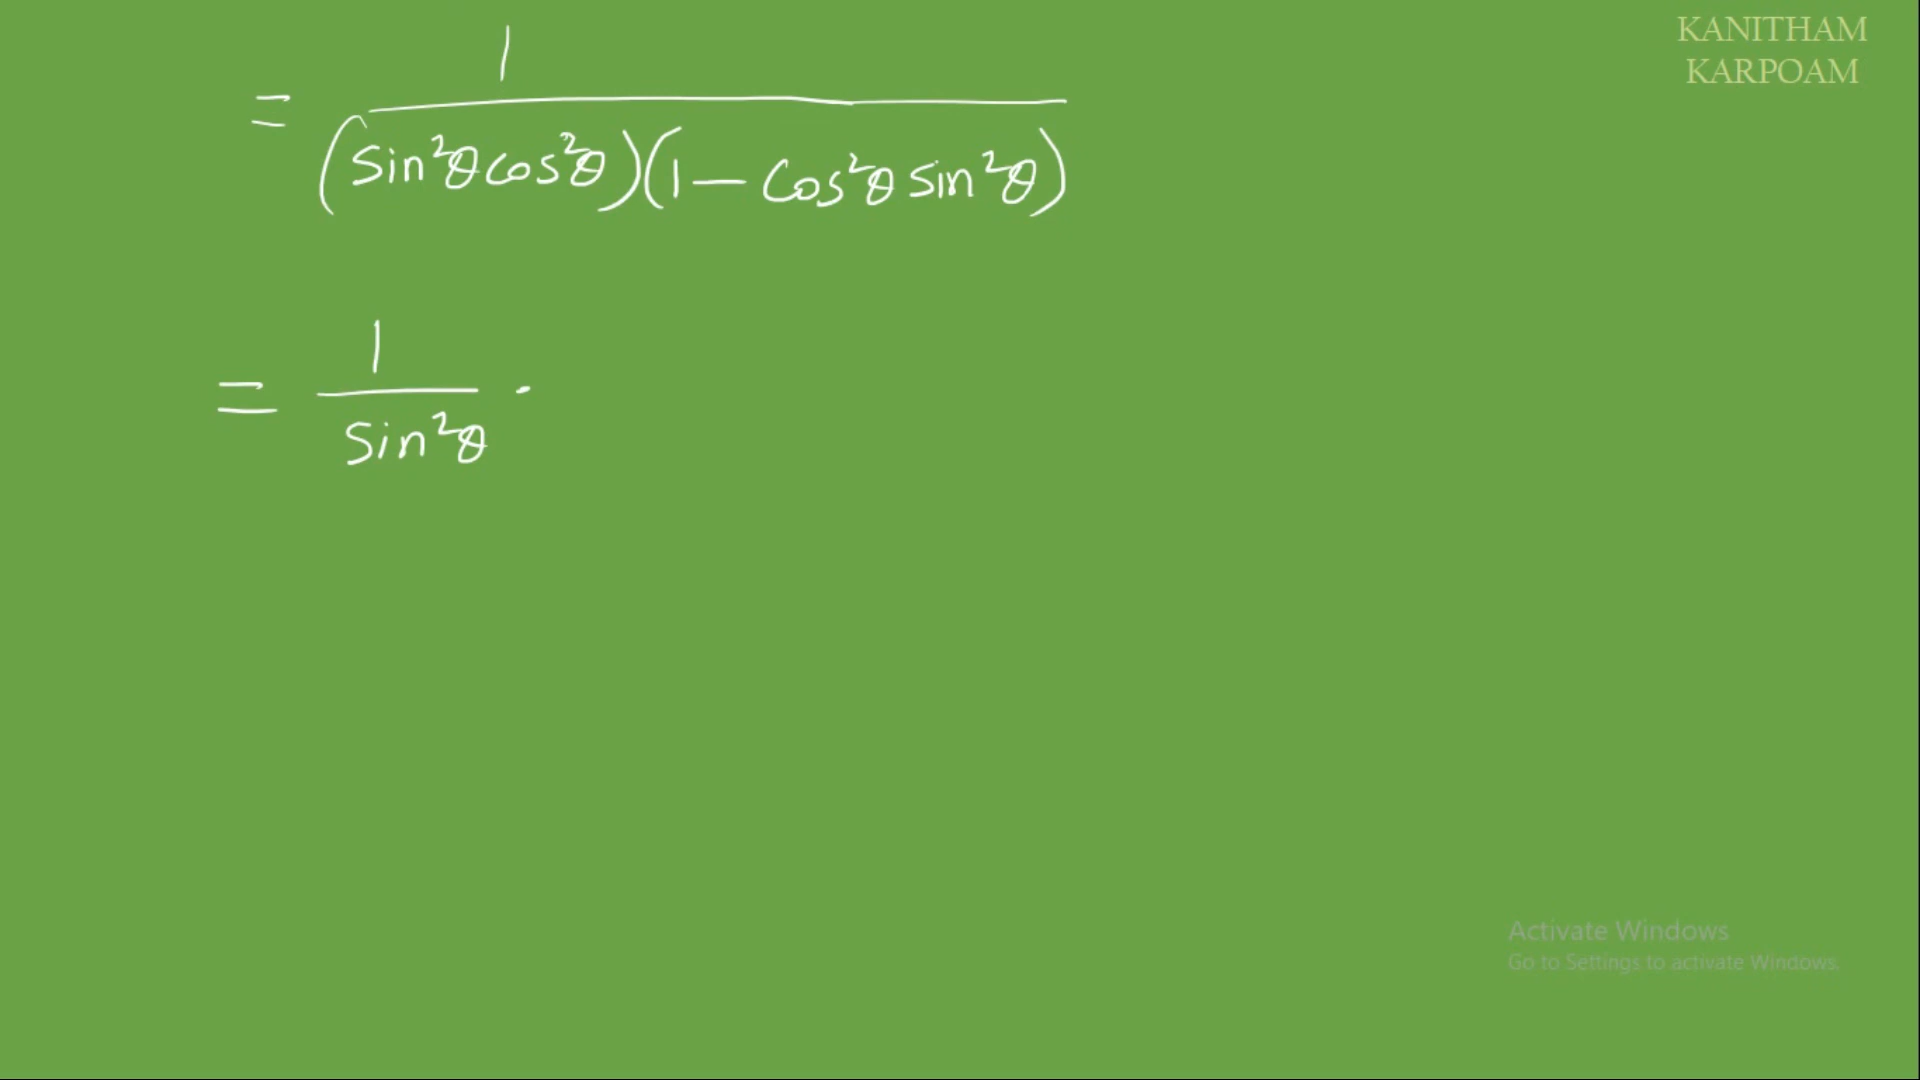 KANITHAM
KARPOAM
= 1 / (sin²θ cos²θ)(1 − cos²θ sin²θ)
= 1 / sin²θ ·
Activate Windows
Go to Settings to activate Windows.